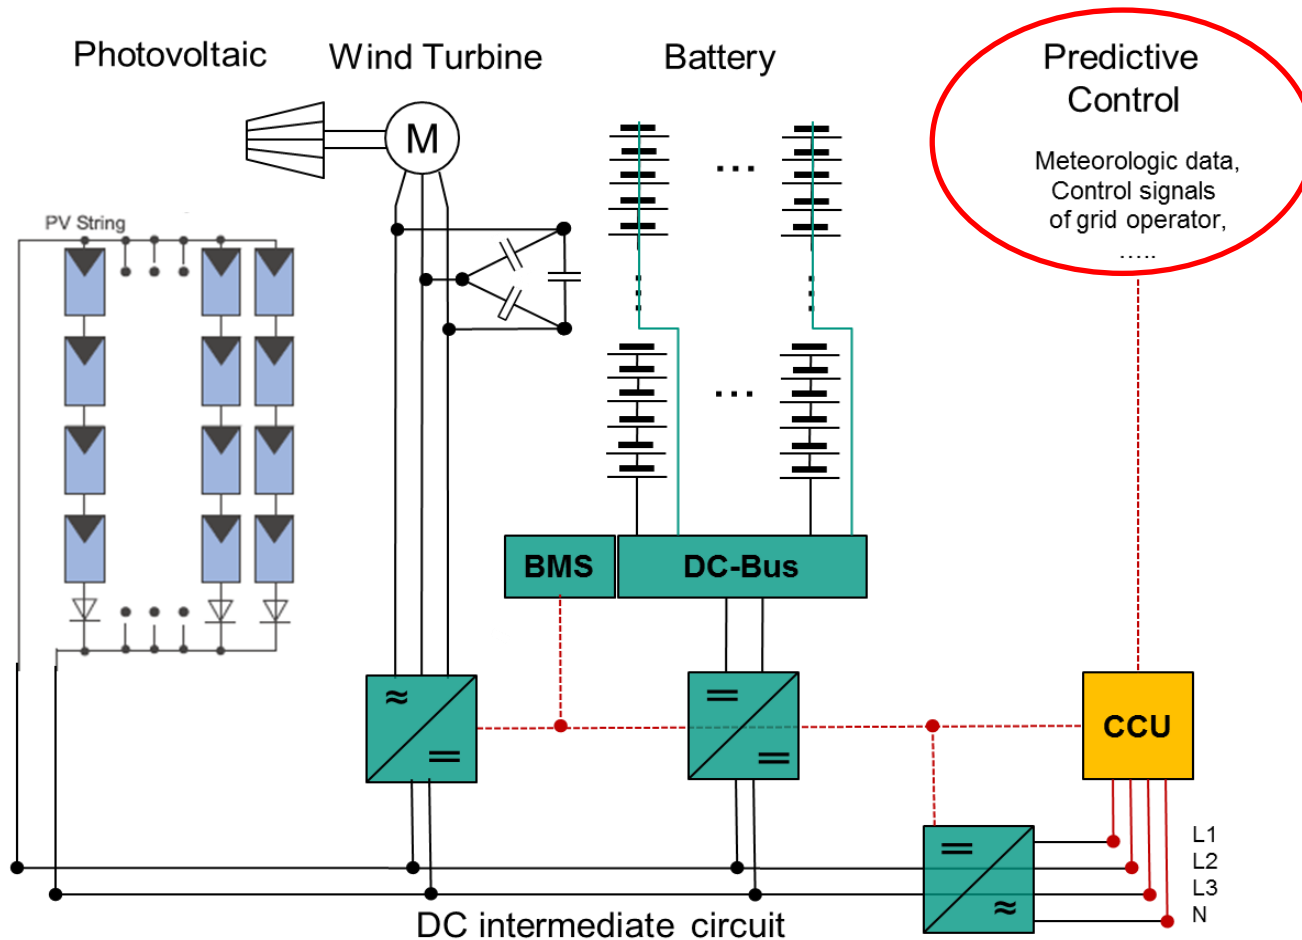 Photovoltaic
Wind Turbine
Battery
Predictive
Control
Meteorologic data,
Control signals
of grid operator,
.....
M
...
PV String
...
BMS
DC-Bus
CCU
L1
L2
L3
N
DC intermediate circuit